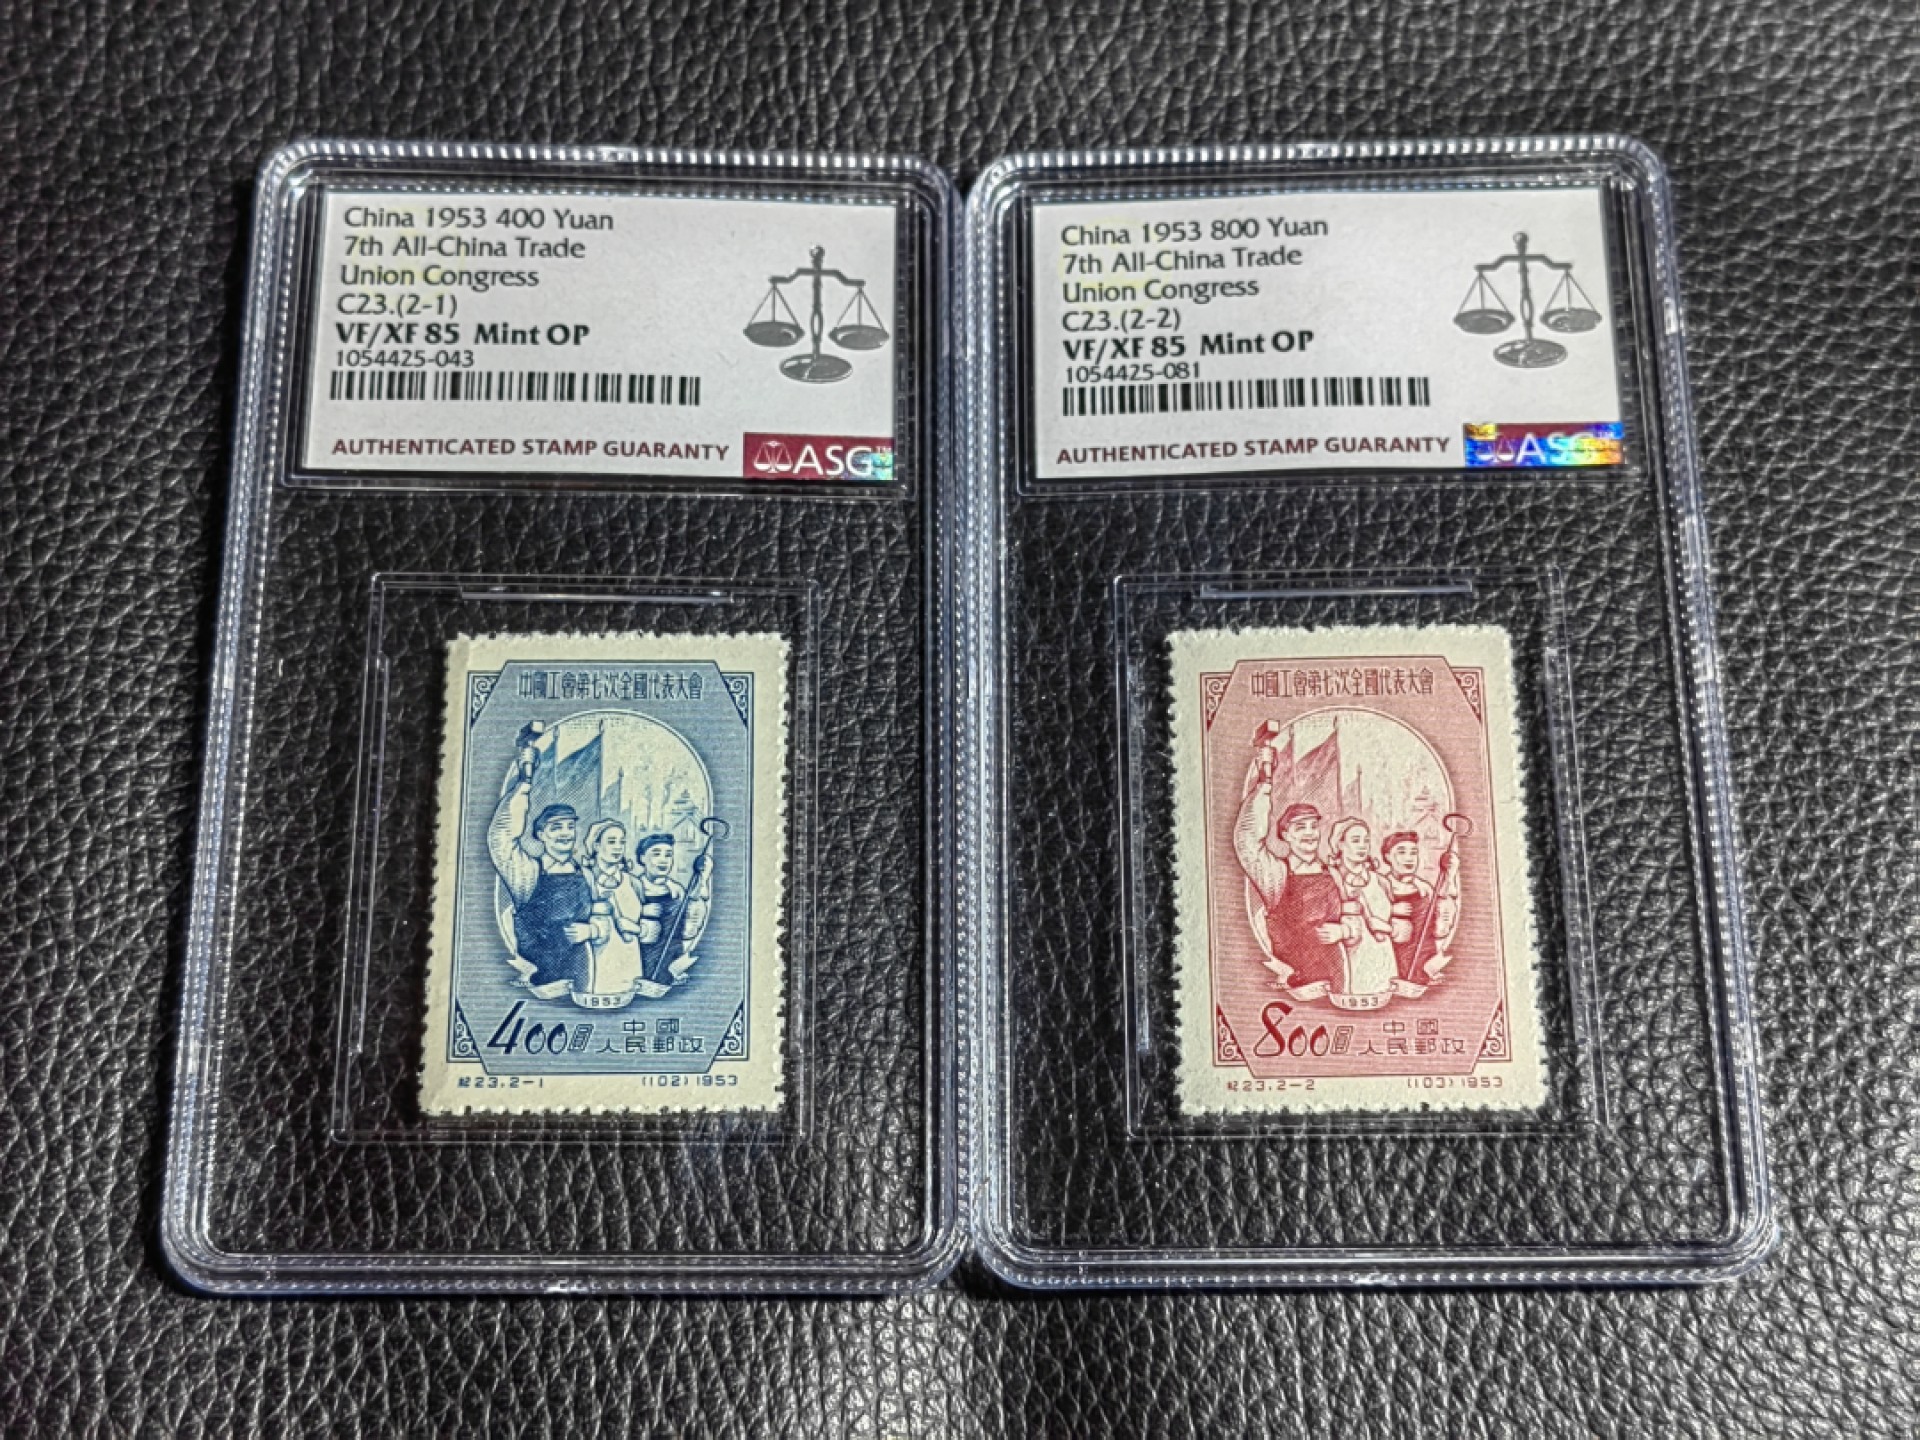 China 1953 400 Yuan
7th All-China Trade
Union Congress
C23.(2-1)
VF/XF 85 Mint OP
1054425-043
AUTHENTICATED STAMP GUARANTY ASG
中國工會第七次全國代表大會
1953
400圓
中國
人民郵政
紀23.2-1 (102) 1953
China 1953 800 Yuan
7th All-China Trade
Union Congress
C23.(2-2)
VF/XF 85 Mint OP
1054425-081
AUTHENTICATED STAMP GUARANTY ASG
中國工會第七次全國代表大會
1953
800圓
中國
人民郵政
紀23.2-2 (103) 1953